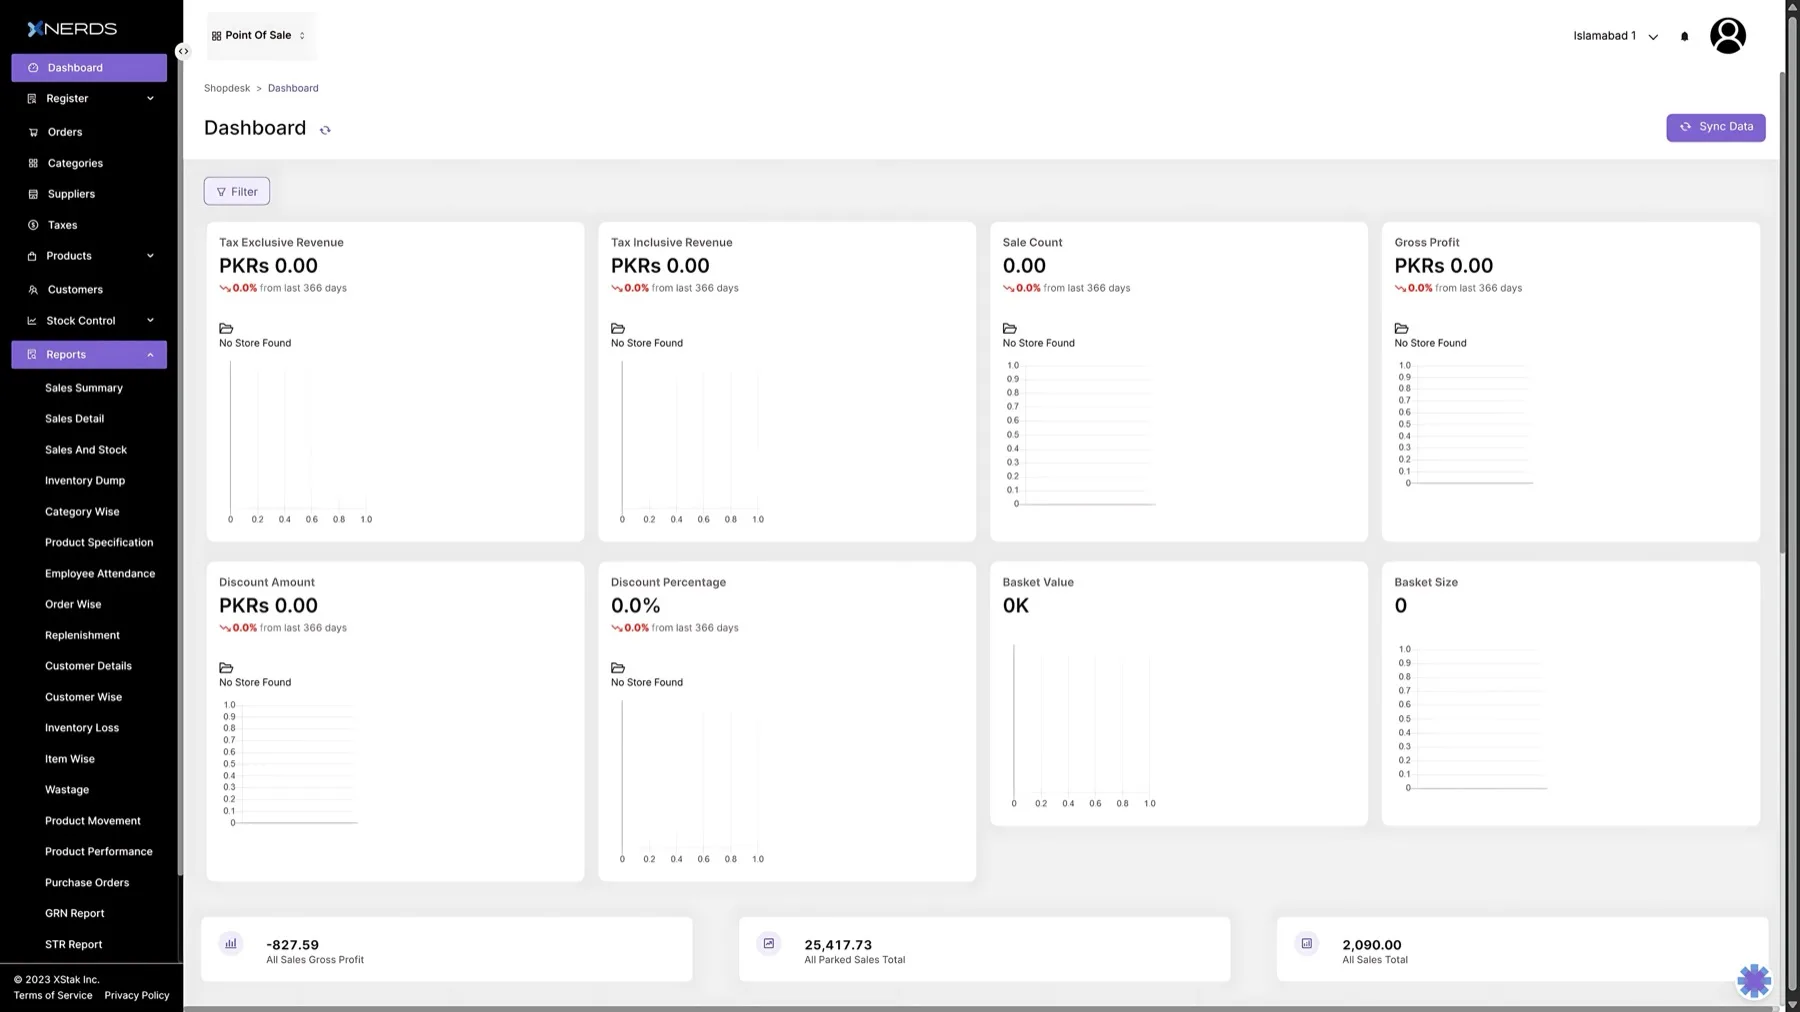 XNERDS
Dashboard
Register
Orders
Categories
Suppliers
Taxes
Products
Customers
Stock Control
Reports
Sales Summary
Sales Detail
Sales And Stock
Inventory Dump
Category Wise
Product Specification
Employee Attendance
Order Wise
Replenishment
Customer Details
Customer Wise
Inventory Loss
Item Wise
Wastage
Product Movement
Product Performance
Purchase Orders
GRN Report
STR Report
© 2023 XStak Inc.
Terms of Service Privacy Policy
Point Of Sale
Islamabad 1
Shopdesk > Dashboard
Dashboard
Sync Data
Filter
Tax Exclusive Revenue
PKRs 0.00
0.0% from last 366 days
No Store Found
0 0.2 0.4 0.6 0.8 1.0
Tax Inclusive Revenue
PKRs 0.00
0.0% from last 366 days
No Store Found
0 0.2 0.4 0.6 0.8 1.0
Sale Count
0.00
0.0% from last 366 days
No Store Found
1.0
0.9
0.8
0.7
0.6
0.5
0.4
0.3
0.2
0.1
0
Gross Profit
PKRs 0.00
0.0% from last 366 days
No Store Found
1.0
0.9
0.8
0.7
0.6
0.5
0.4
0.3
0.2
0.1
0
Discount Amount
PKRs 0.00
0.0% from last 366 days
No Store Found
1.0
0.9
0.8
0.7
0.6
0.5
0.4
0.3
0.2
0.1
0
Discount Percentage
0.0%
0.0% from last 366 days
No Store Found
0 0.2 0.4 0.6 0.8 1.0
Basket Value
0K
0 0.2 0.4 0.6 0.8 1.0
Basket Size
0
1.0
0.9
0.8
0.7
0.6
0.5
0.4
0.3
0.2
0.1
0
-827.59
All Sales Gross Profit
25,417.73
All Parked Sales Total
2,090.00
All Sales Total